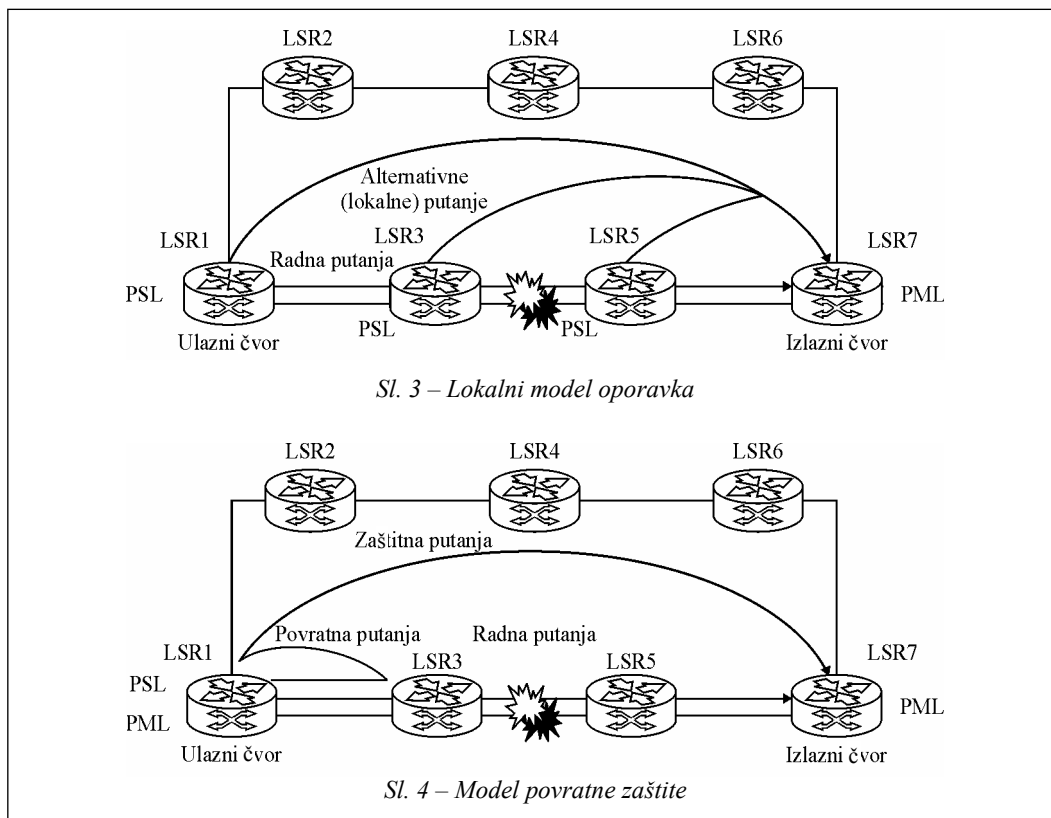 LSR2 LSR4 LSR6
Alternativne
(lokalne) putanje
LSR1 LSR3 LSR5 LSR7
Radna putanja
PSL PSL PSL PML
Ulazni čvor Izlazni čvor
Sl. 3 – Lokalni model oporavka
LSR2 LSR4 LSR6
Zaštitna putanja
Povratna putanja Radna putanja
LSR1 LSR3 LSR5 LSR7
PSL
PML PML
Ulazni čvor Izlazni čvor
Sl. 4 – Model povratne zaštite